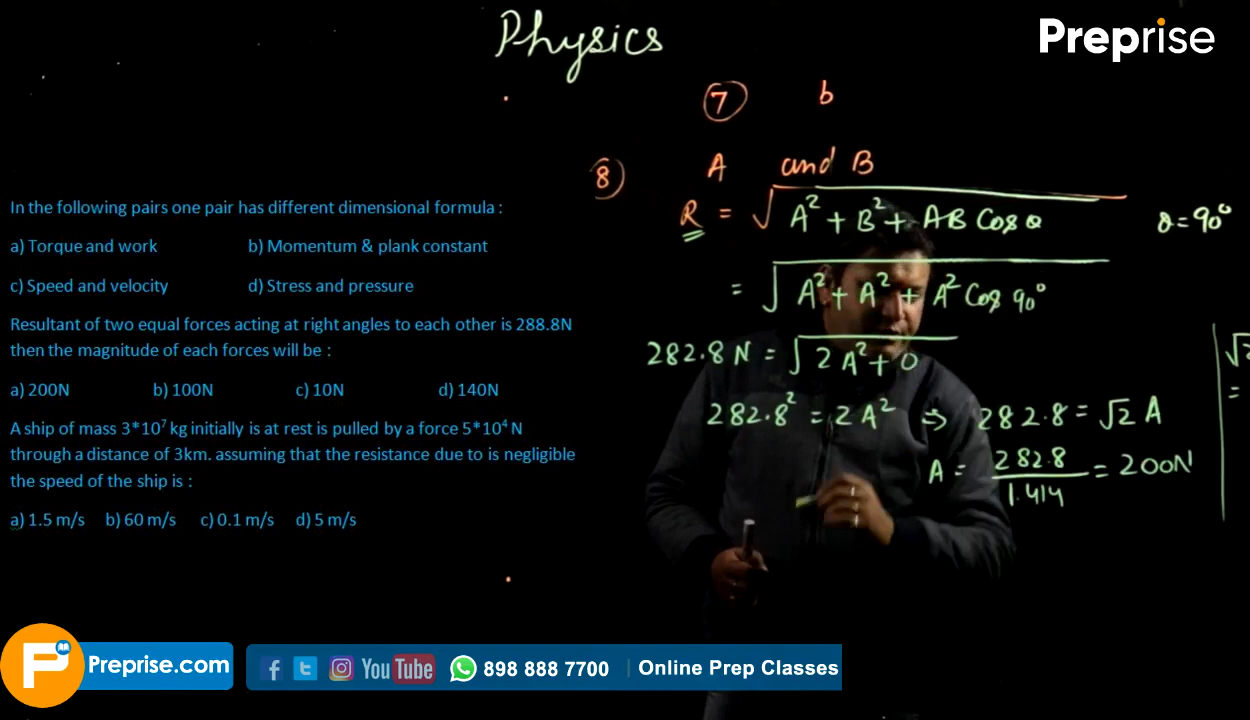 Physics
Preprise
7 b
8 A and B
R = √A² + B² + AB Cos θ θ = 90°
= √A² + A² + A² Cos 90°
282.8 N = √2 A² + 0
282.8² = 2 A² ⇒ 282.8 = √2 A
A = 282.8 / 1.414 = 200N
√2
=
In the following pairs one pair has different dimensional formula :
a) Torque and work b) Momentum & plank constant
c) Speed and velocity d) Stress and pressure
Resultant of two equal forces acting at right angles to each other is 288.8N
then the magnitude of each forces will be :
a) 200N b) 100N c) 10N d) 140N
A ship of mass 3*10⁷ kg initially is at rest is pulled by a force 5*10⁴ N
through a distance of 3km. assuming that the resistance due to is negligible
the speed of the ship is :
a) 1.5 m/s b) 60 m/s c) 0.1 m/s d) 5 m/s
Preprise.com
YouTube 898 888 7700 | Online Prep Classes